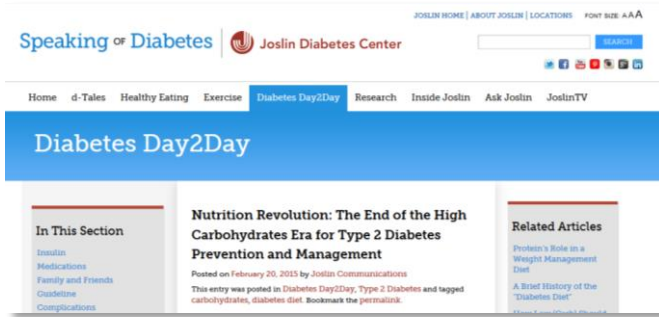 JOSLIN HOME | ABOUT JOSLIN | LOCATIONS FONT SIZE: A A A
Speaking OF Diabetes Joslin Diabetes Center
SEARCH
Home d-Tales Healthy Eating Exercise Diabetes Day2Day Research Inside Joslin Ask Joslin JoslinTV
Diabetes Day2Day
In This Section
Insulin
Medications
Family and Friends
Guideline
Complications
Nutrition Revolution: The End of the High
Carbohydrates Era for Type 2 Diabetes
Prevention and Management
Posted on February 20, 2015 by Joslin Communications
This entry was posted in Diabetes Day2Day, Type 2 Diabetes and tagged
carbohydrates, diabetes diet. Bookmark the permalink.
Related Articles
Protein's Role in a
Weight Management
Diet
A Brief History of the
"Diabetes Diet"